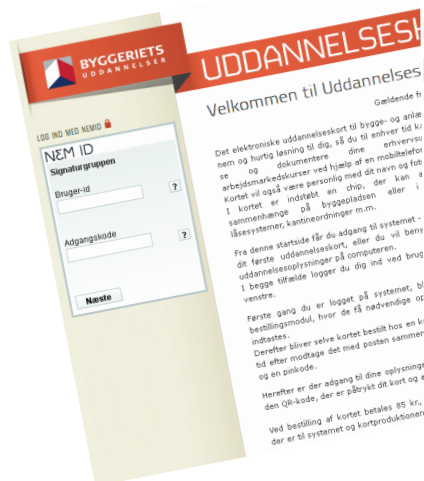 BYGGERIETS
UDDANNELSER
UDDANNELSESK
Velkommen til Uddannelses
LOG IND MED NEMID
NEM ID
Signaturgruppen
Bruger-id
?
Adgangskode
?
Næste
Gældende fr
Det elektroniske uddannelseskort til bygge- og anlæ
nem og hurtig løsning til dig, så du til enhver tid ka
se og dokumentere dine erhvervsu
arbejdsmarkedskurser ved hjælp af en mobiltelefon
Kortet vil også være personlig med dit navn og foto
I kortet er indstøbt en chip, der kan a
sammenhænge på byggepladsen eller i
låsesystemer, kantineordninger m.m.
Fra denne startside får du adgang til systemet -
dit første uddannelseskort, eller du vil beny
uddannelsesoplysninger på computeren.
I begge tilfælde logger du dig ind ved brug
venstre.
Første gang du er logget på systemet, bl
bestillingsmodul, hvor de få nødvendige op
indtastes.
Derefter bliver selve kortet bestilt hos en k
tid efter modtage det med posten sammen
og en pinkode.
Herefter er der adgang til dine oplysninge
den QR-kode, der er påtrykt dit kort og a
Ved bestilling af kortet betales 85 kr.,
der er til systemet og kortproduktionen